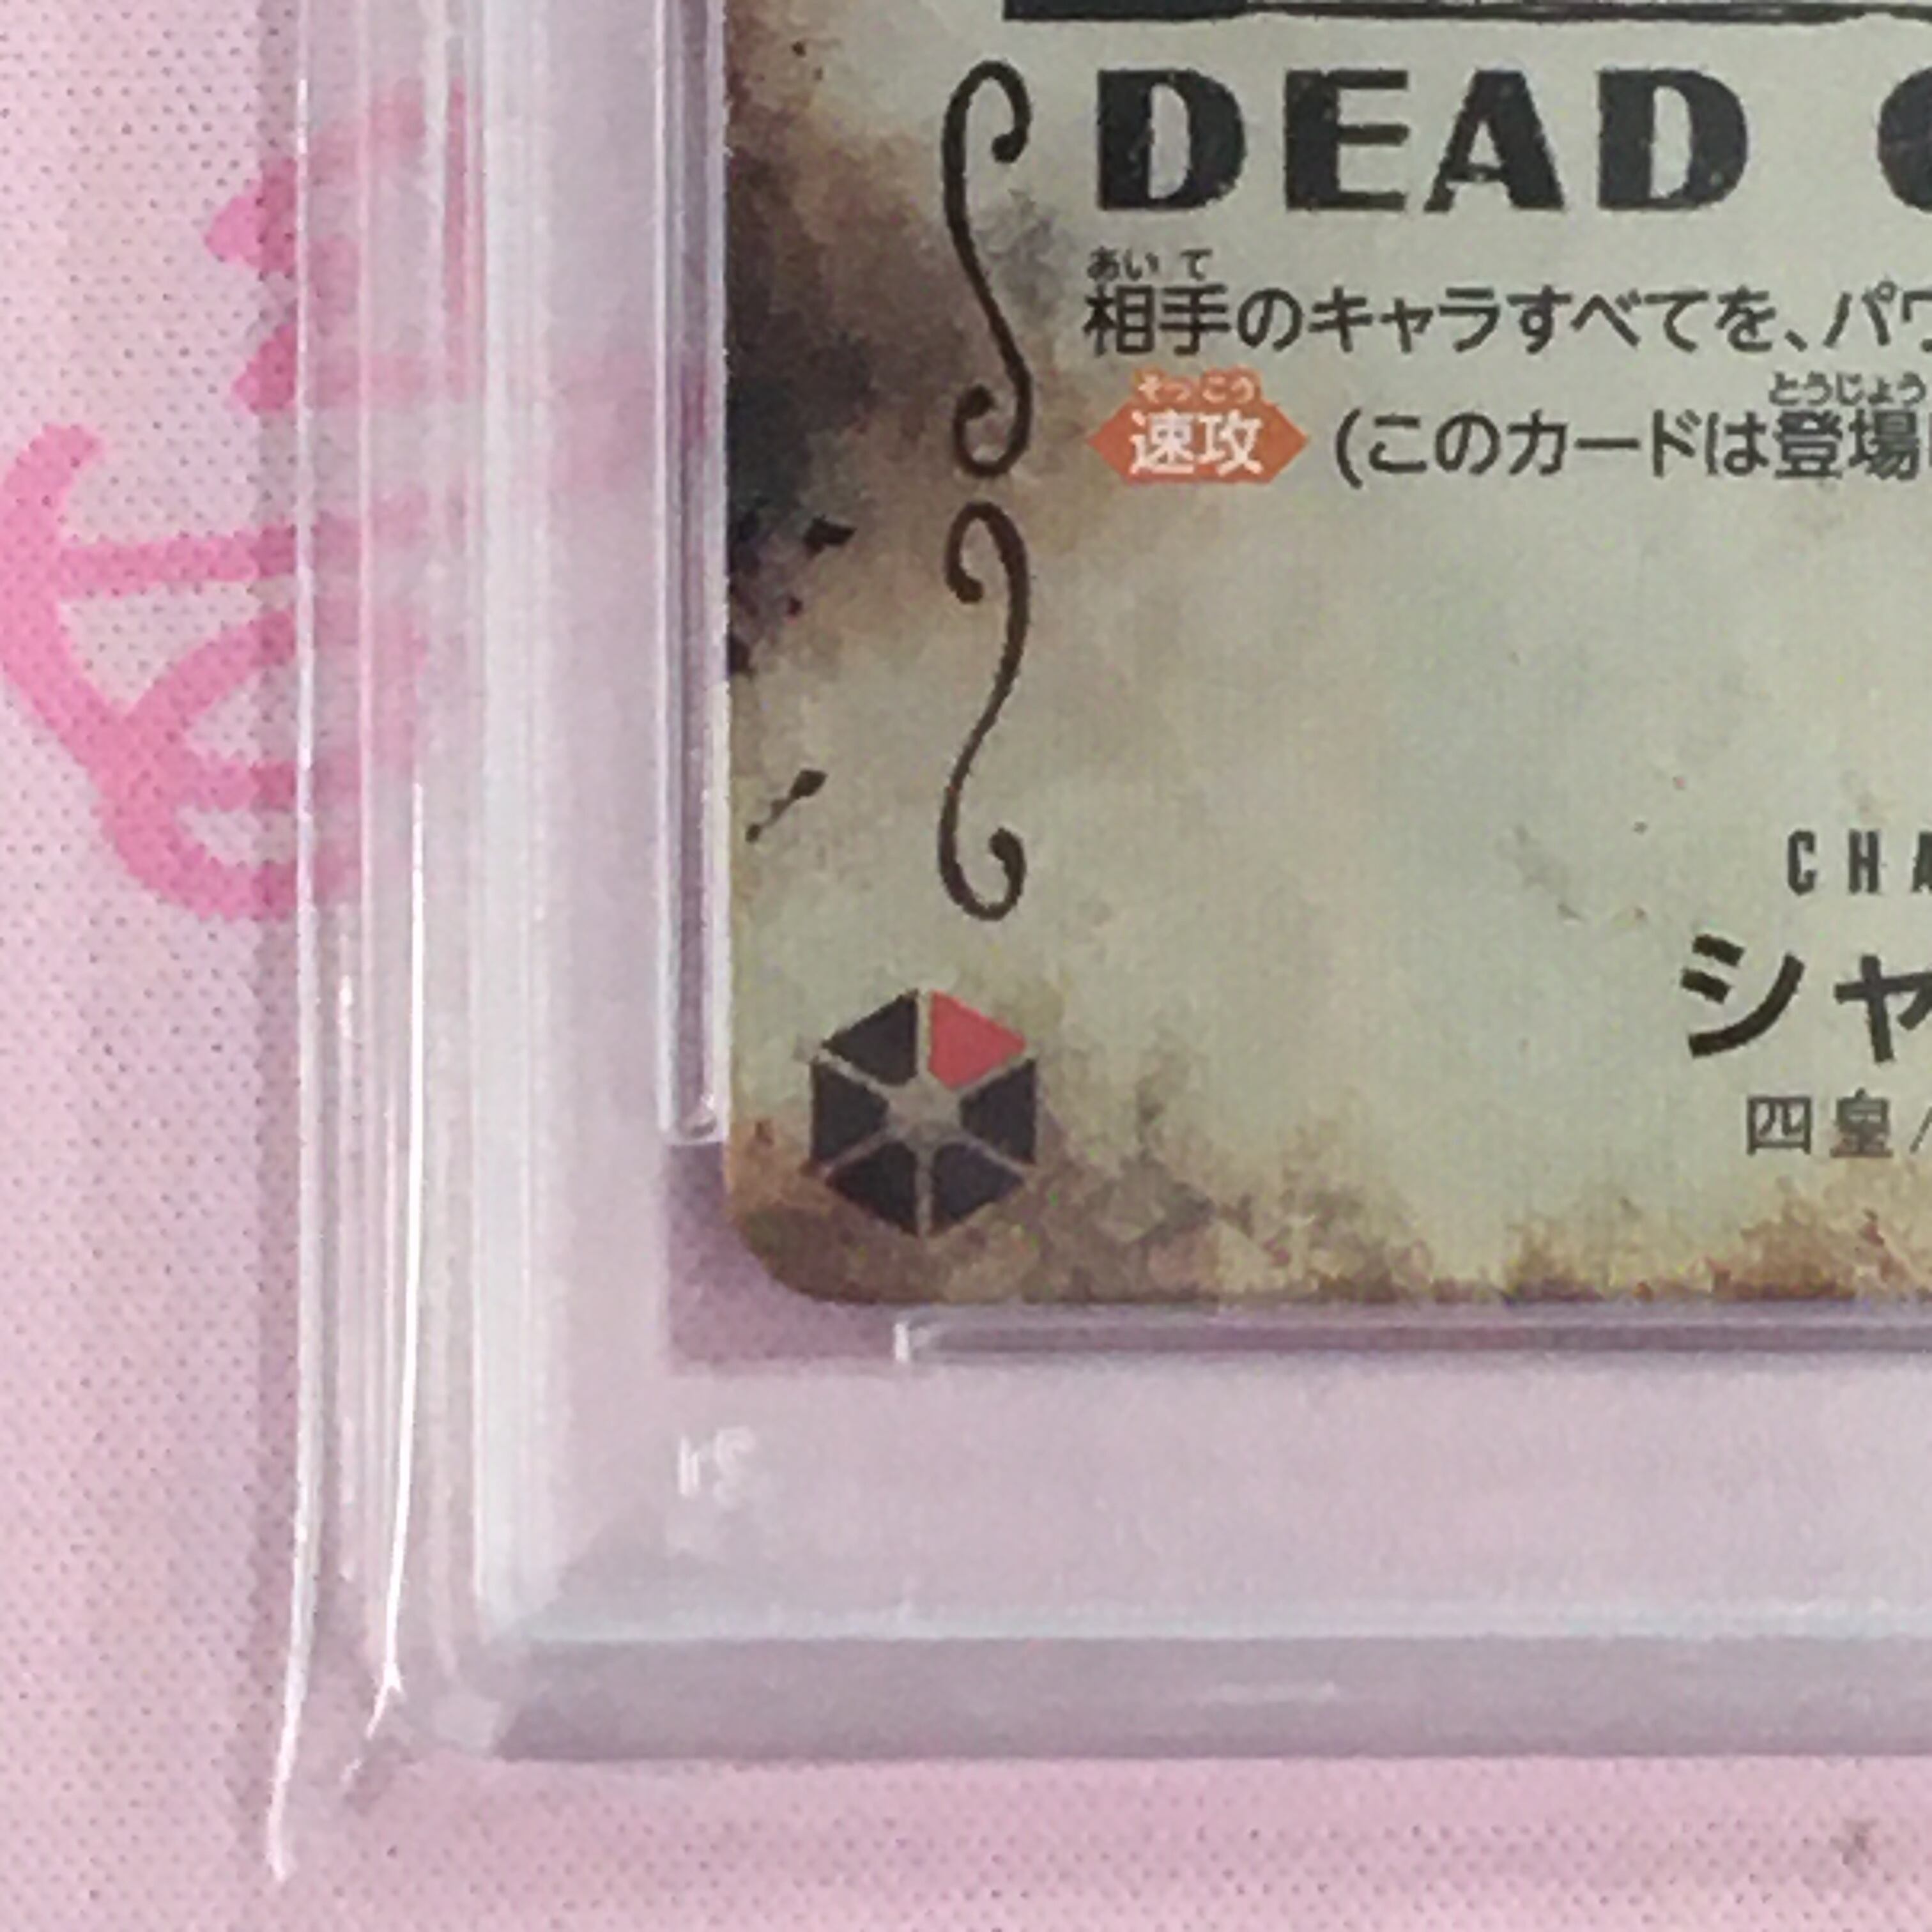 DEAD
あいて
相手のキャラすべてを、パワ
そっこう とうじょう
速攻 (このカードは登場
CHA
シャ
四皇/